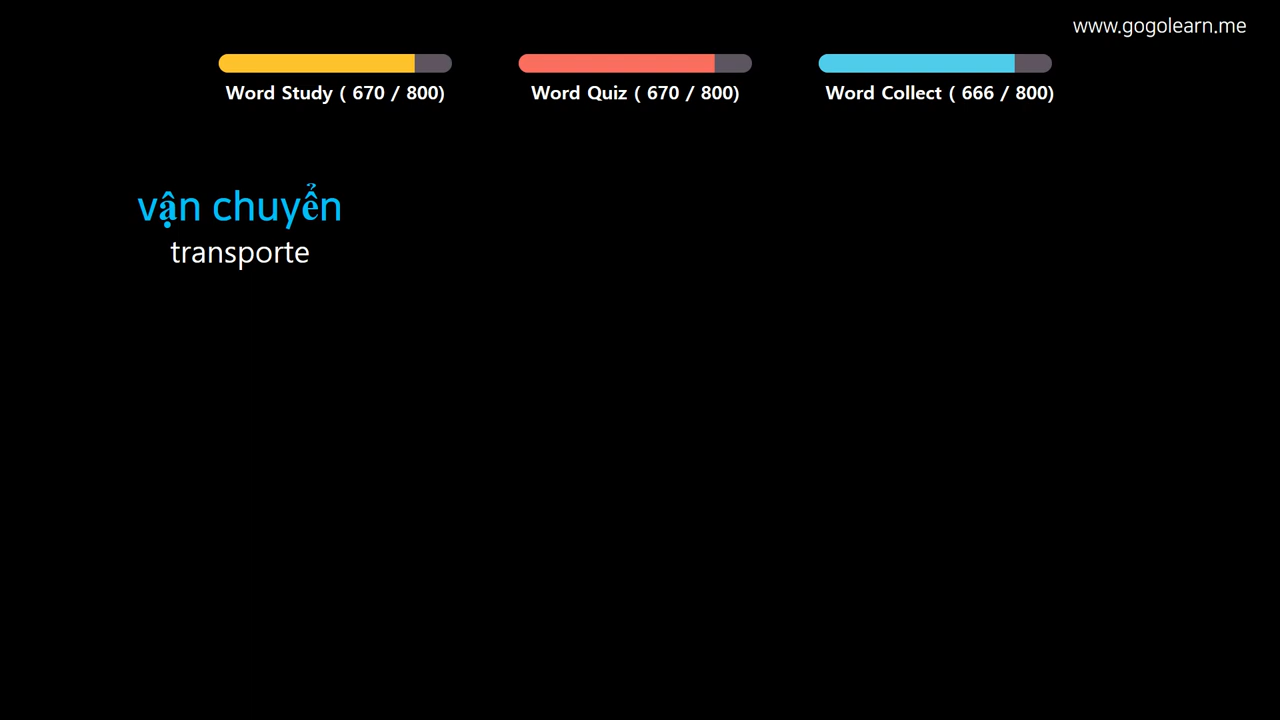 www.gogolearn.me
Word Study ( 670 / 800)
Word Quiz ( 670 / 800)
Word Collect ( 666 / 800)
vận chuyển
transporte